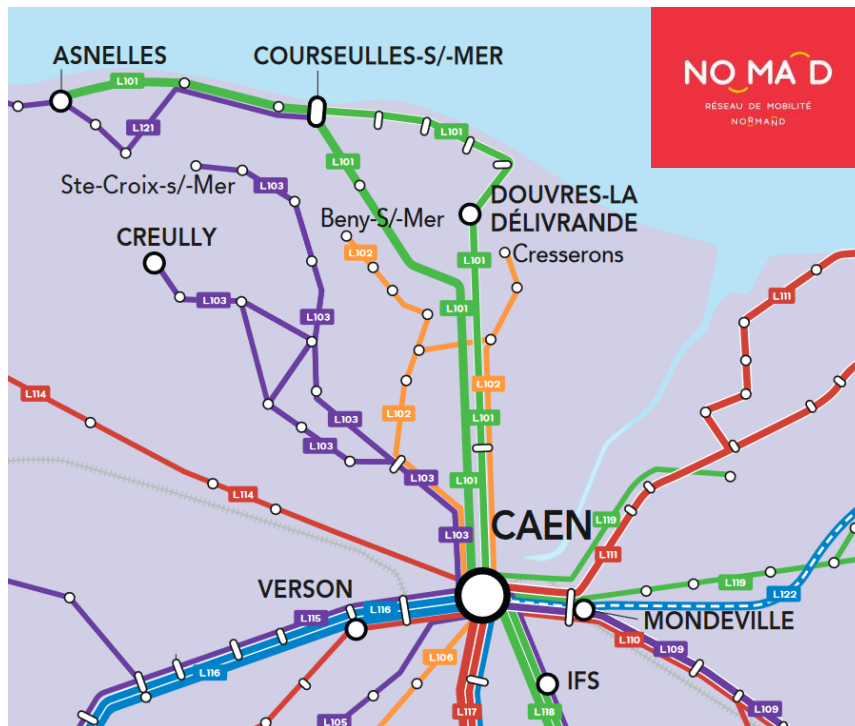 ASNELLES
COURSEULLES-S/-MER
NOMAD
RÉSEAU DE MOBILITÉ
NORMAND
L101
L121
L101
L101
Ste-Croix-s/-Mer
L103
Beny-S/-Mer
DOUVRES-LA
DÉLIVRANDE
CREULLY
L102
L101
Cresserons
L103
L103
L101
L111
L114
L102
L102
L103
L101
L103
L103
L101
L114
L103
CAEN
L119
L111
VERSON
L119
L122
L115
L116
MONDEVILLE
L116
L106
L110
L109
IFS
L105
L117
L118
L109